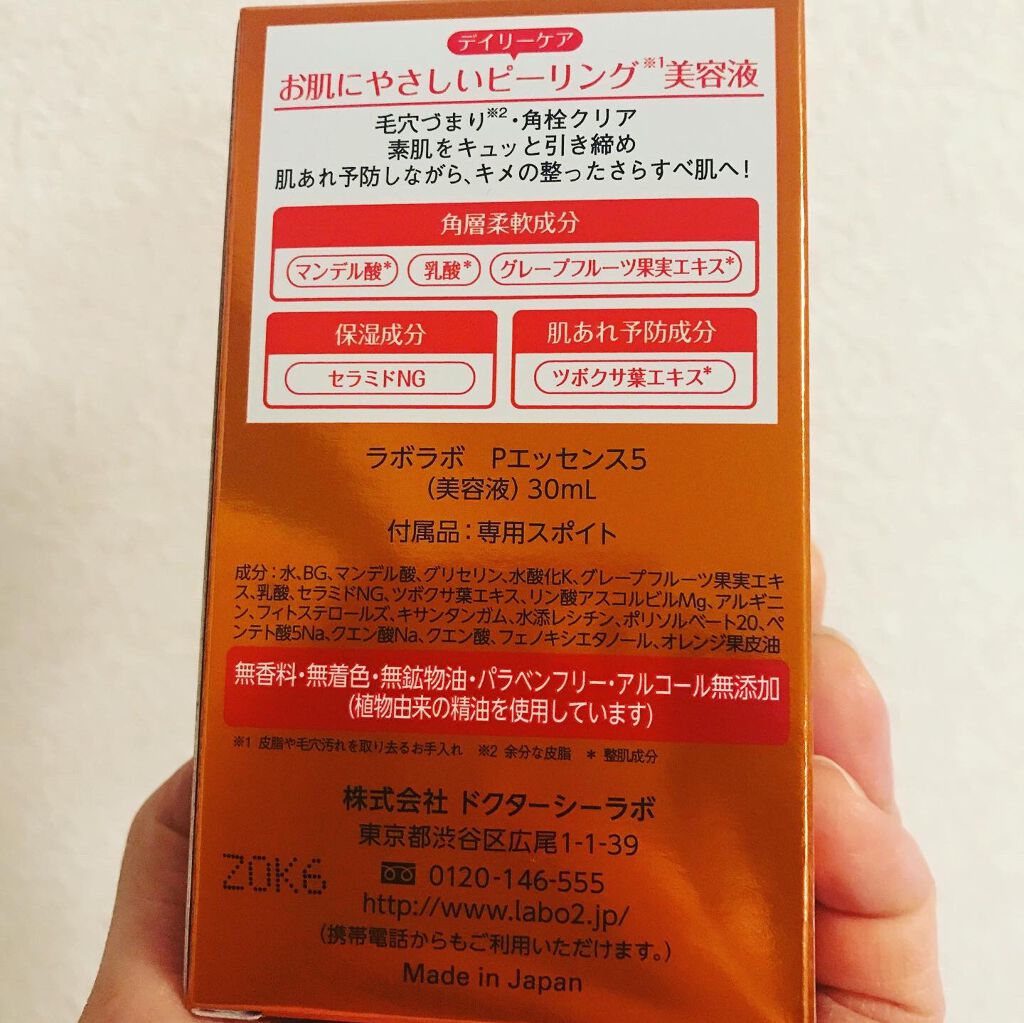 デイリーケア
お肌にやさしいピーリング※1美容液
毛穴づまり※2・角栓クリア
素肌をキュッと引き締め
肌あれ予防しながら、キメの整ったさらすべ肌へ!
角層柔軟成分
マンデル酸* 乳酸* グレープフルーツ果実エキス*
保湿成分 肌あれ予防成分
セラミドNG ツボクサ葉エキス*
ラボラボ Pエッセンス5
(美容液) 30mL
付属品:専用スポイト
成分:水、BG、マンデル酸、グリセリン、水酸化K、グレープフルーツ果実エキ
ス、乳酸、セラミドNG、ツボクサ葉エキス、リン酸アスコルビルMg、アルギニ
ン、フィトステロールズ、キサンタンガム、水添レシチン、ポリソルベート20、ペ
ンテト酸5Na、クエン酸Na、クエン酸、フェノキシエタノール、オレンジ果皮油
無香料・無着色・無鉱物油・パラベンフリー・アルコール無添加
(植物由来の精油を使用しています)
※1 皮脂や毛穴汚れを取り去るお手入れ ※2 余分な皮脂 * 整肌成分
株式会社 ドクターシーラボ
東京都渋谷区広尾1-1-39
0120-146-555
ZOK6
http://www.labo2.jp/
(携帯電話からもご利用いただけます。)
Made in Japan